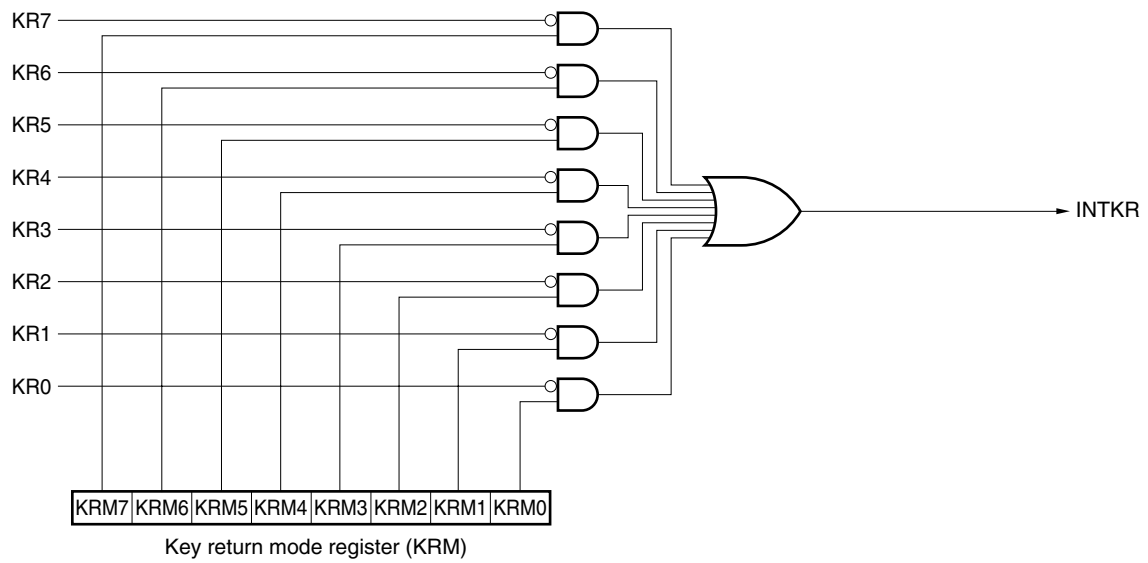 KR7
KR6
KR5
KR4
KR3
KR2
KR1
KR0
INTKR
KRM7 KRM6 KRM5 KRM4 KRM3 KRM2 KRM1 KRM0
Key return mode register (KRM)